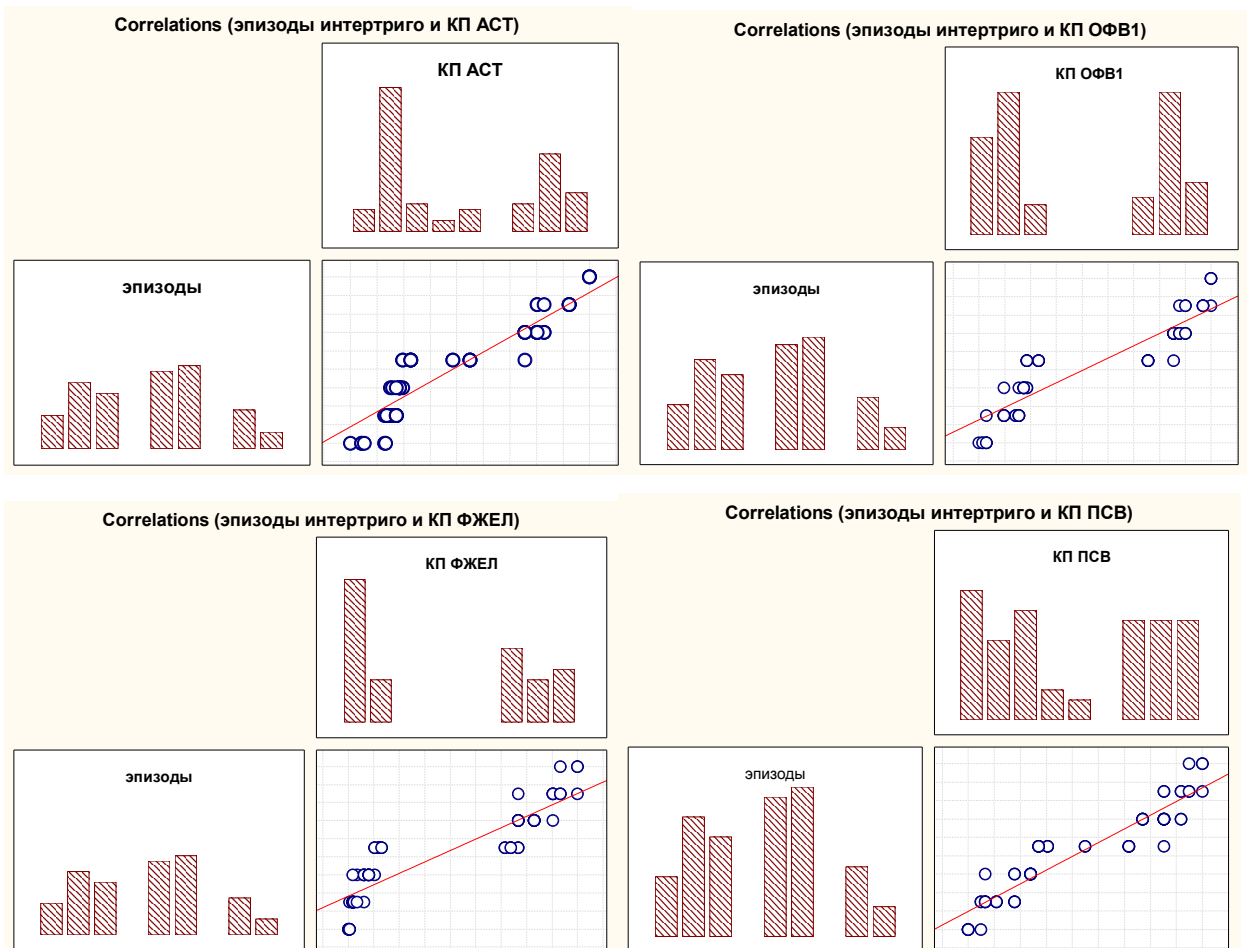 Correlations (эпизоды интертриго и КП АСТ)
КП АСТ
эпизоды
Correlations (эпизоды интертриго и КП ОФВ1)
КП ОФВ1
эпизоды
Correlations (эпизоды интертриго и КП ФЖЕЛ)
КП ФЖЕЛ
эпизоды
Correlations (эпизоды интертриго и КП ПСВ)
КП ПСВ
эпизоды